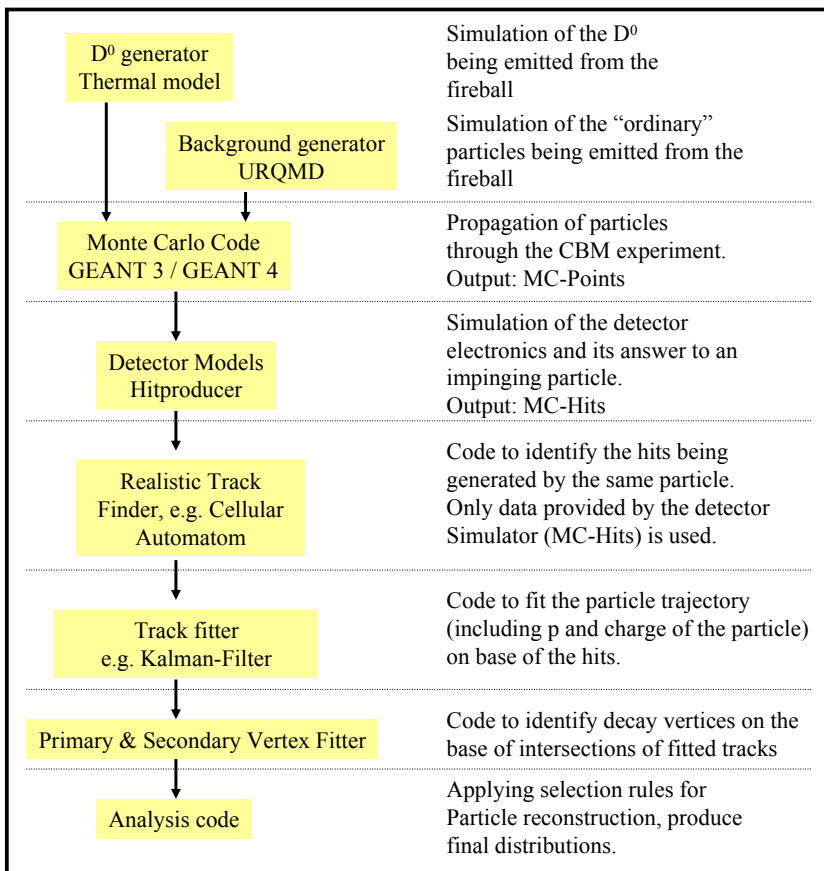 D⁰ generator
Thermal model
Simulation of the D⁰
being emitted from the
fireball
Background generator
URQMD
Simulation of the “ordinary”
particles being emitted from the
fireball
Monte Carlo Code
GEANT 3 / GEANT 4
Propagation of particles
through the CBM experiment.
Output: MC-Points
Detector Models
Hitproducer
Simulation of the detector
electronics and its answer to an
impinging particle.
Output: MC-Hits
Realistic Track
Finder, e.g. Cellular
Automatom
Code to identify the hits being
generated by the same particle.
Only data provided by the detector
Simulator (MC-Hits) is used.
Track fitter
e.g. Kalman-Filter
Code to fit the particle trajectory
(including p and charge of the particle)
on base of the hits.
Primary & Secondary Vertex Fitter
Code to identify decay vertices on the
base of intersections of fitted tracks
Analysis code
Applying selection rules for
Particle reconstruction, produce
final distributions.